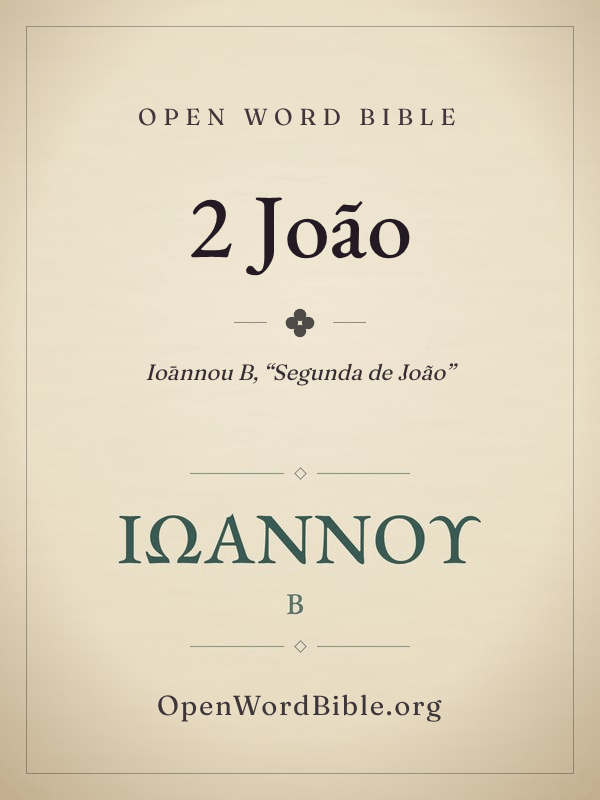 OPEN WORD BIBLE
2 João
Ioānnou B, “Segunda de João”
ΙΩΑΝΝΟϒ
Β
OpenWordBible.org